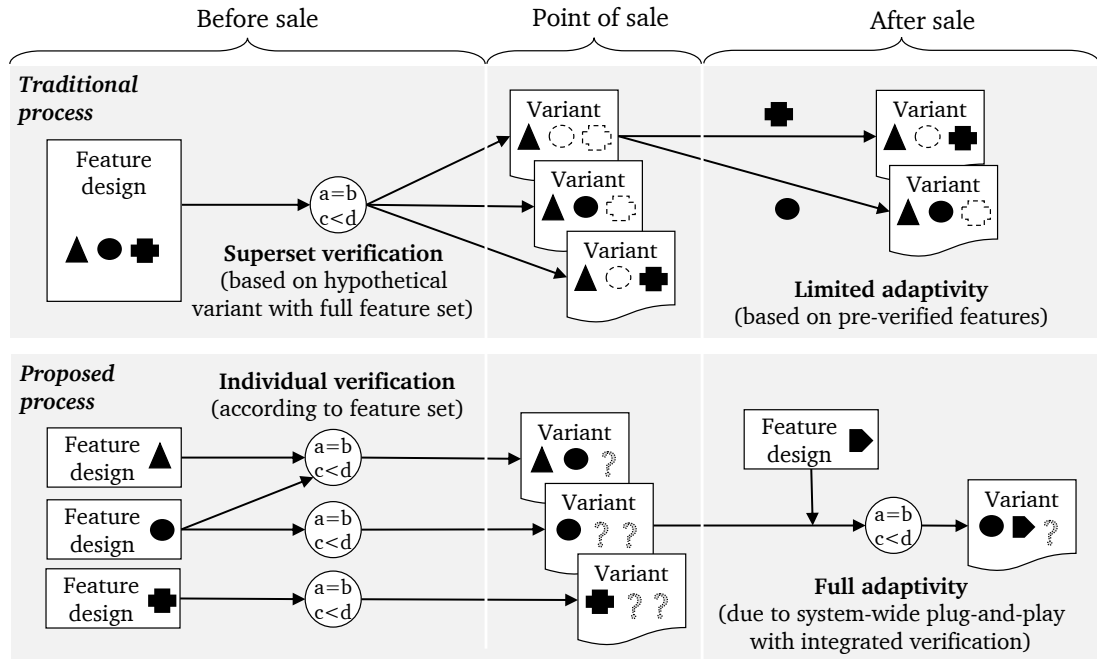 Before sale
Point of sale
After sale
Traditional
process
Feature
design
a=b
c<d
Superset verification
(based on hypothetical
variant with full feature set)
Variant
Variant
Variant
Variant
Variant
Limited adaptivity
(based on pre-verified features)
Proposed
process
Individual verification
(according to feature set)
Feature
design
a=b
c<d
Feature
design
a=b
c<d
Feature
design
a=b
c<d
Variant
?
Variant
? ?
Variant
? ?
Feature
design
a=b
c<d
Variant
?
Full adaptivity
(due to system-wide plug-and-play
with integrated verification)